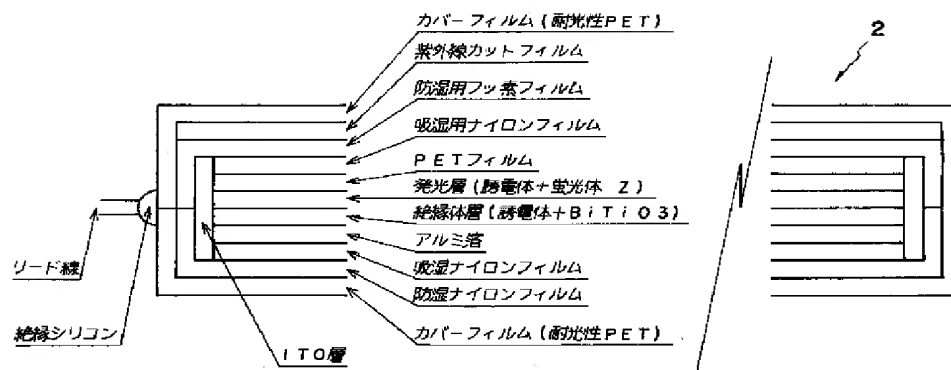 カバーフィルム(耐光性PET)
2
紫外線カットフィルム
防湿用フッ素フィルム
吸湿用ナイロンフィルム
PETフィルム
発光層(誘電体+蛍光体 Z)
絶縁体層(誘電体+BiTiO3)
アルミ箔
リード線
吸湿ナイロンフィルム
防湿ナイロンフィルム
絶縁シリコン
カバーフィルム(耐光性PET)
ITO層